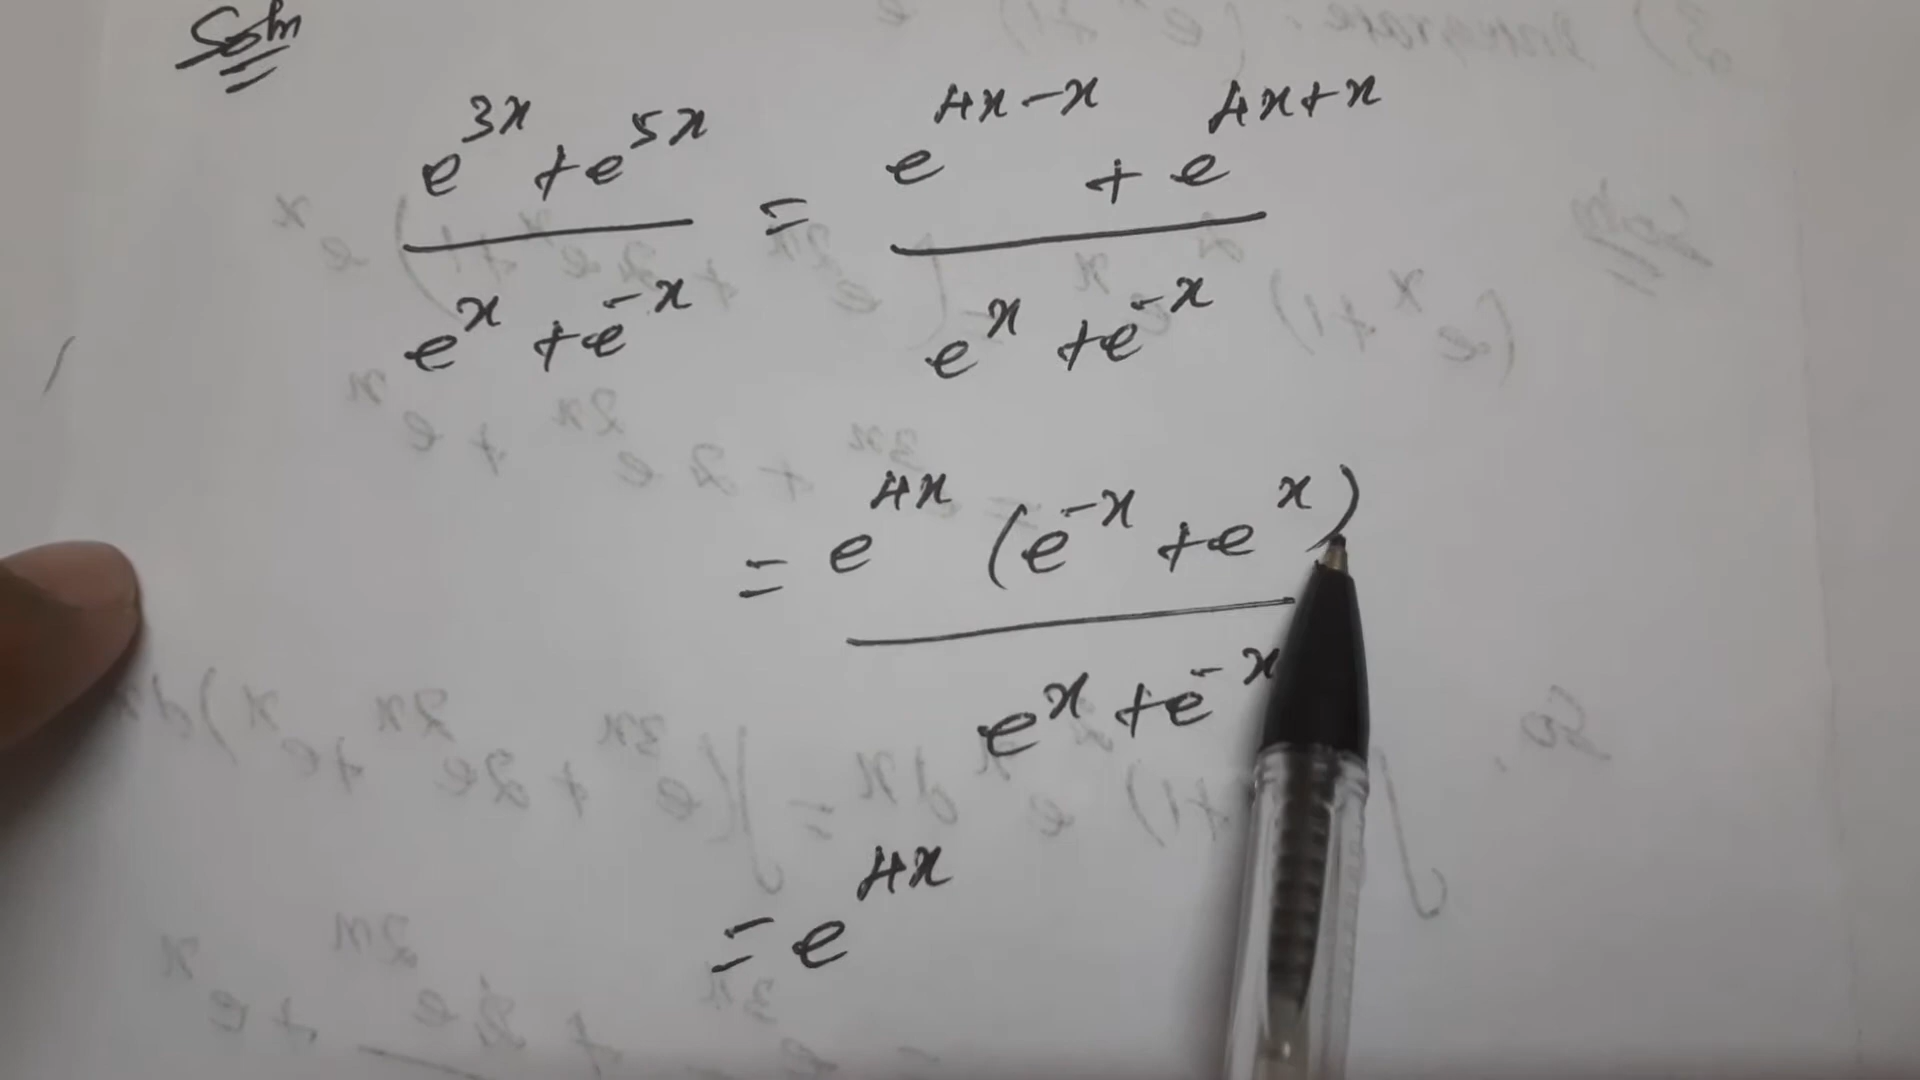 Soln
e^{3x} + e^{5x} / e^x + e^{-x} = e^{4x-x} + e^{4x+x} / e^x + e^{-x}
= e^{4x} (e^{-x} + e^x) / e^x + e^{-x}
= e^{4x}